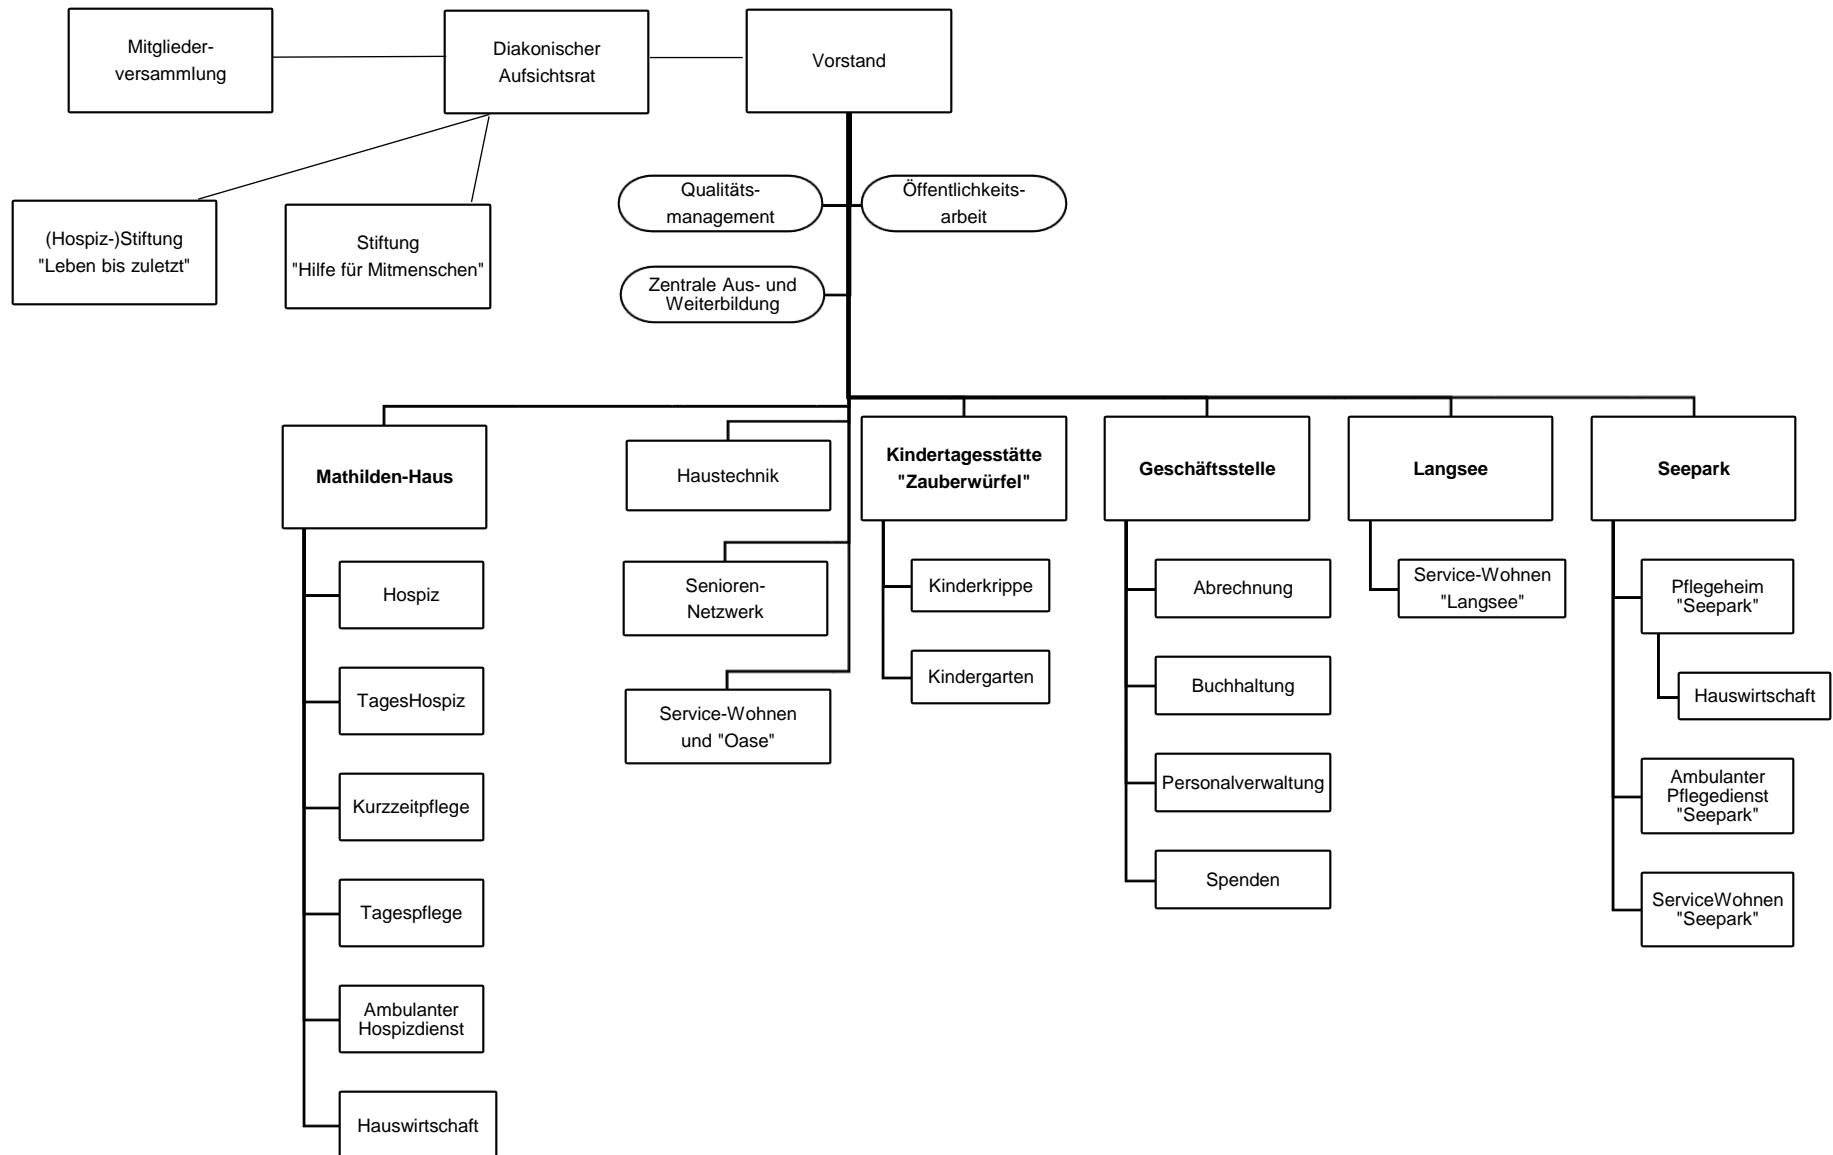 Mitglieder-
versammlung
Diakonischer
Aufsichtsrat
Vorstand
Qualitäts-
management
Öffentlichkeits-
arbeit
(Hospiz-)Stiftung
"Leben bis zuletzt"
Stiftung
"Hilfe für Mitmenschen"
Zentrale Aus- und
Weiterbildung
Mathilden-Haus
Hospiz
TagesHospiz
Kurzzeitpflege
Tagespflege
Ambulanter
Hospizdienst
Hauswirtschaft
Haustechnik
Senioren-
Netzwerk
Service-Wohnen
und "Oase"
Kindertagesstätte
"Zauberwürfel"
Kinderkrippe
Kindergarten
Geschäftsstelle
Abrechnung
Buchhaltung
Personalverwaltung
Spenden
Langsee
Service-Wohnen
"Langsee"
Seepark
Pflegeheim
"Seepark"
Hauswirtschaft
Ambulanter
Pflegedienst
"Seepark"
ServiceWohnen
"Seepark"